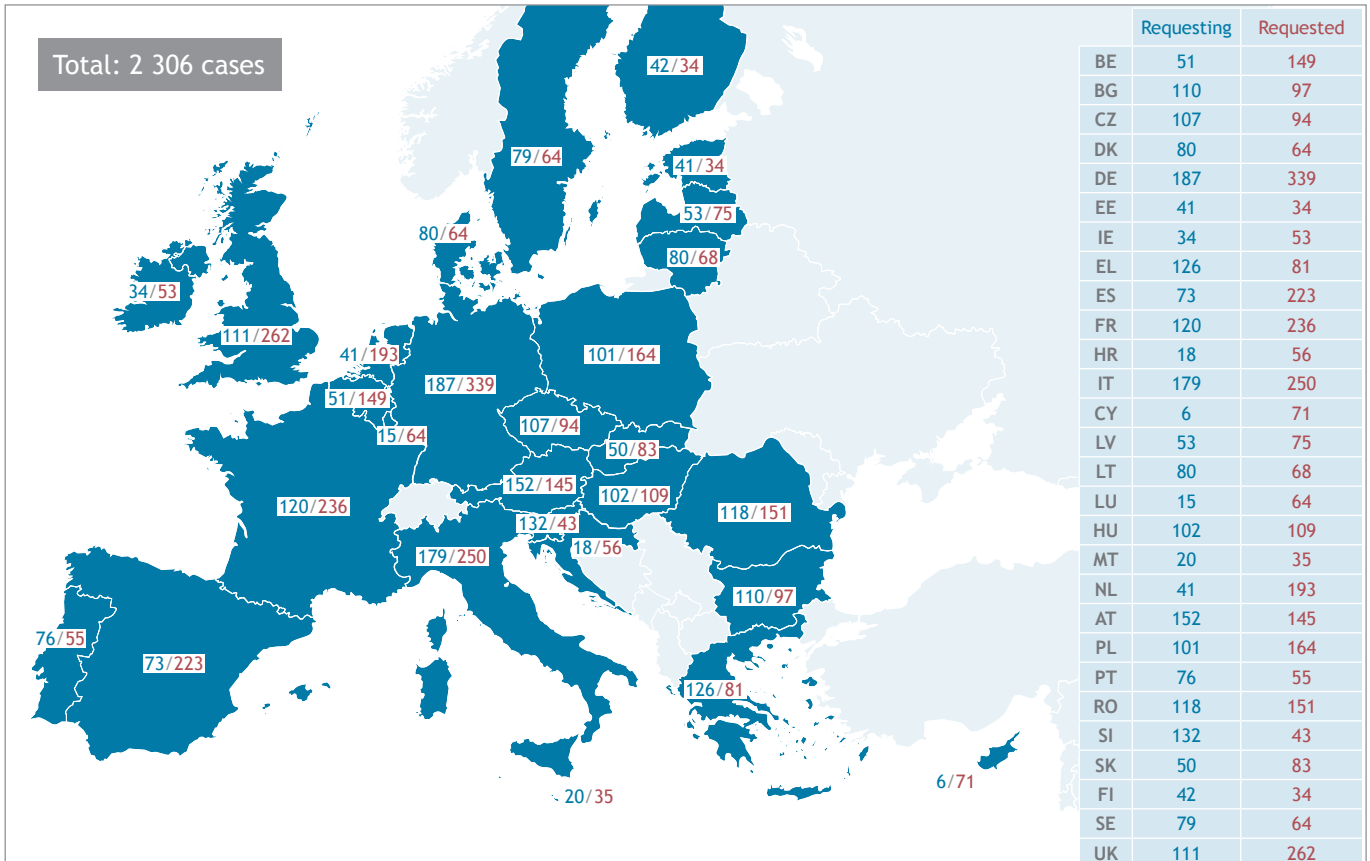 Total: 2 306 cases
42/34
79/64
41/34
53/75
80/64
80/68
34/53
111/262
41/193
101/164
187/339
51/149
107/94
15/64
50/83
152/145
102/109
120/236
118/151
132/43
18/56
179/250
110/97
76/55
73/223
126/81
6/71
20/35
Requesting Requested
BE 51 149
BG 110 97
CZ 107 94
DK 80 64
DE 187 339
EE 41 34
IE 34 53
EL 126 81
ES 73 223
FR 120 236
HR 18 56
IT 179 250
CY 6 71
LV 53 75
LT 80 68
LU 15 64
HU 102 109
MT 20 35
NL 41 193
AT 152 145
PL 101 164
PT 76 55
RO 118 151
SI 132 43
SK 50 83
FI 42 34
SE 79 64
UK 111 262